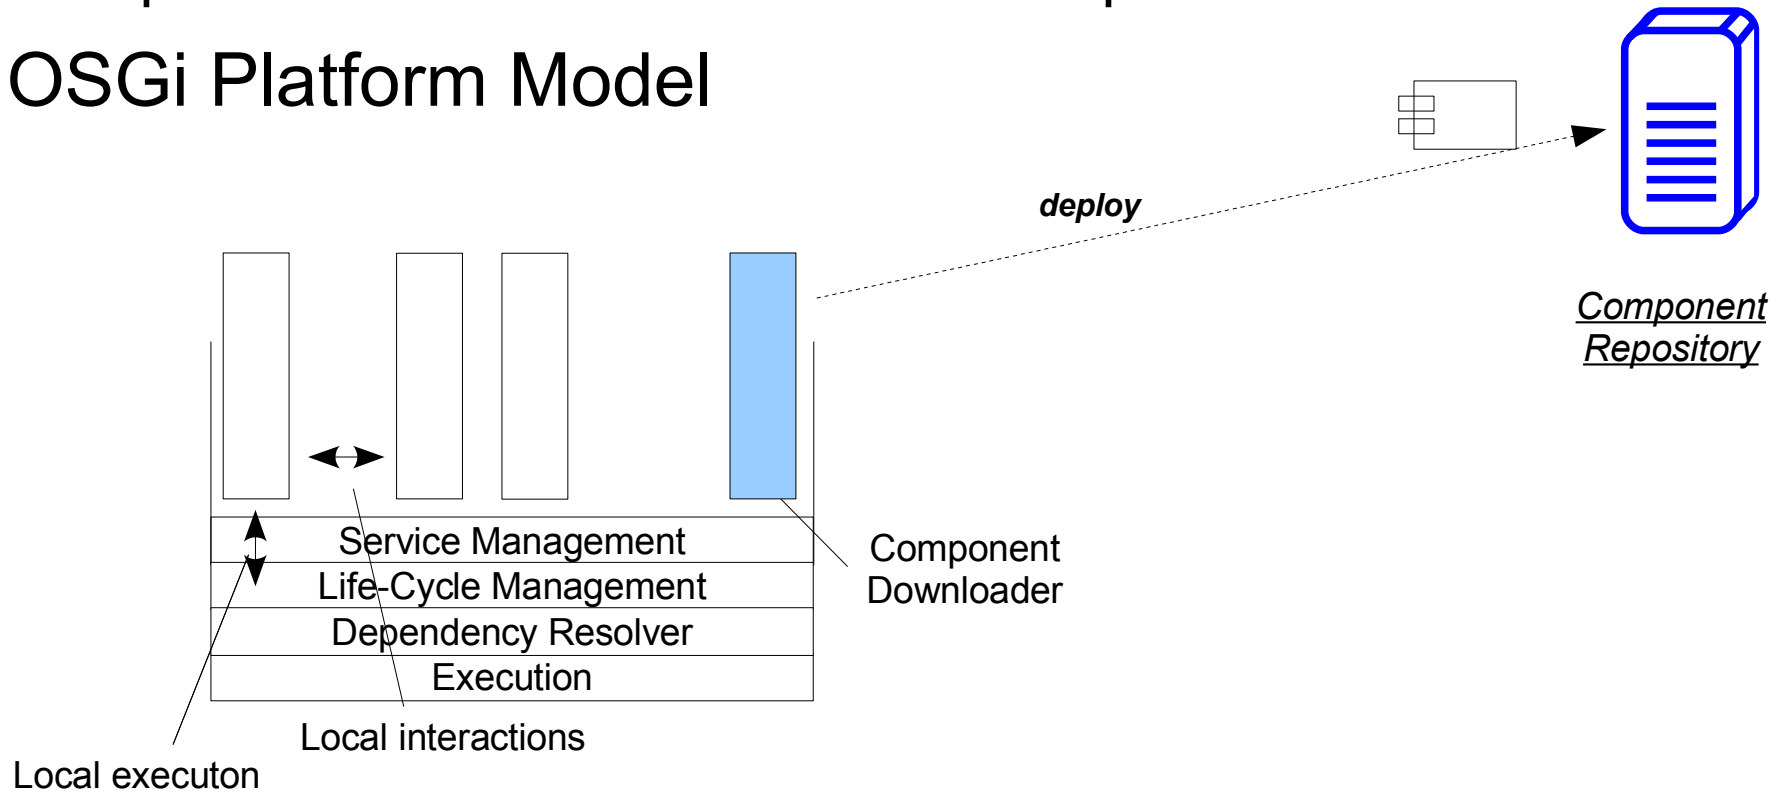 OSGi Platform Model
deploy
Component
Repository
Service Management
Life-Cycle Management
Dependency Resolver
Execution
Component
Downloader
Local interactions
Local executon